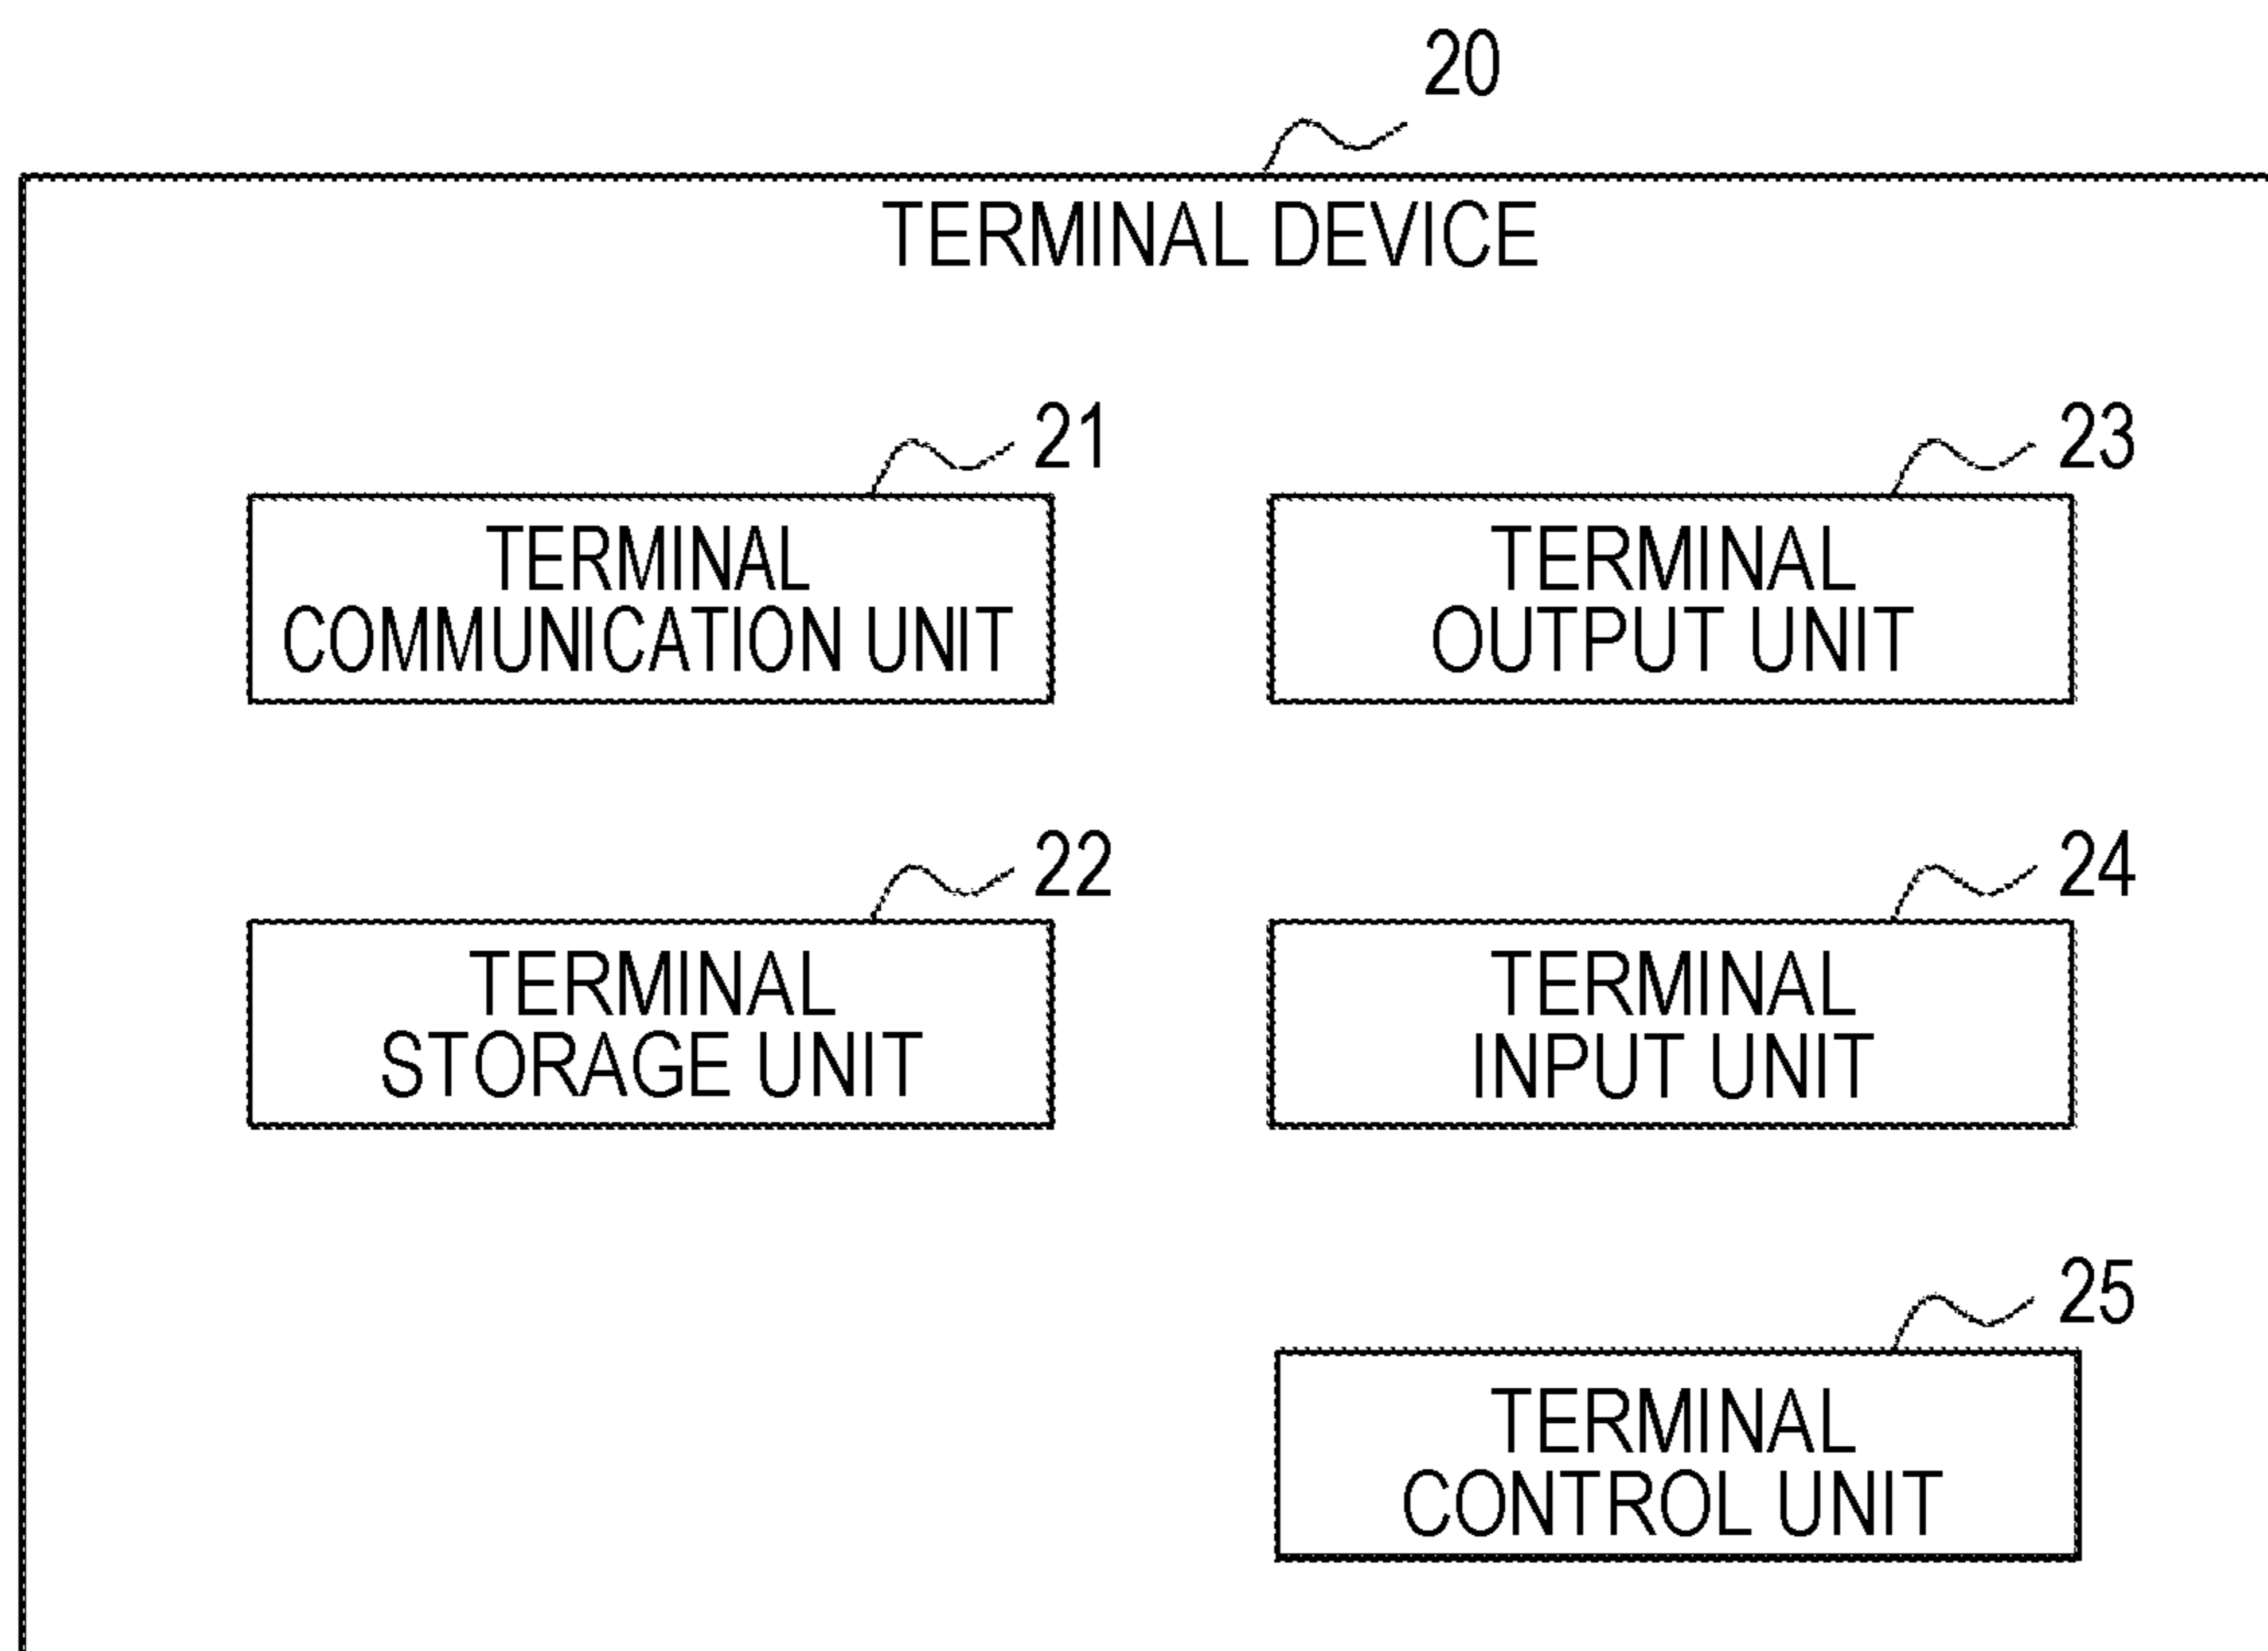 20
TERMINAL DEVICE
21
TERMINAL
COMMUNICATION UNIT
23
TERMINAL
OUTPUT UNIT
22
TERMINAL
STORAGE UNIT
24
TERMINAL
INPUT UNIT
25
TERMINAL
CONTROL UNIT